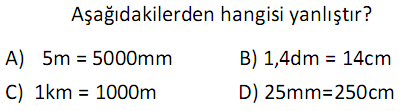 Aşağıdakilerden hangisi yanlıştır?
A) 5m = 5000mm B) 1,4dm = 14cm
C) 1km = 1000m D) 25mm=250cm